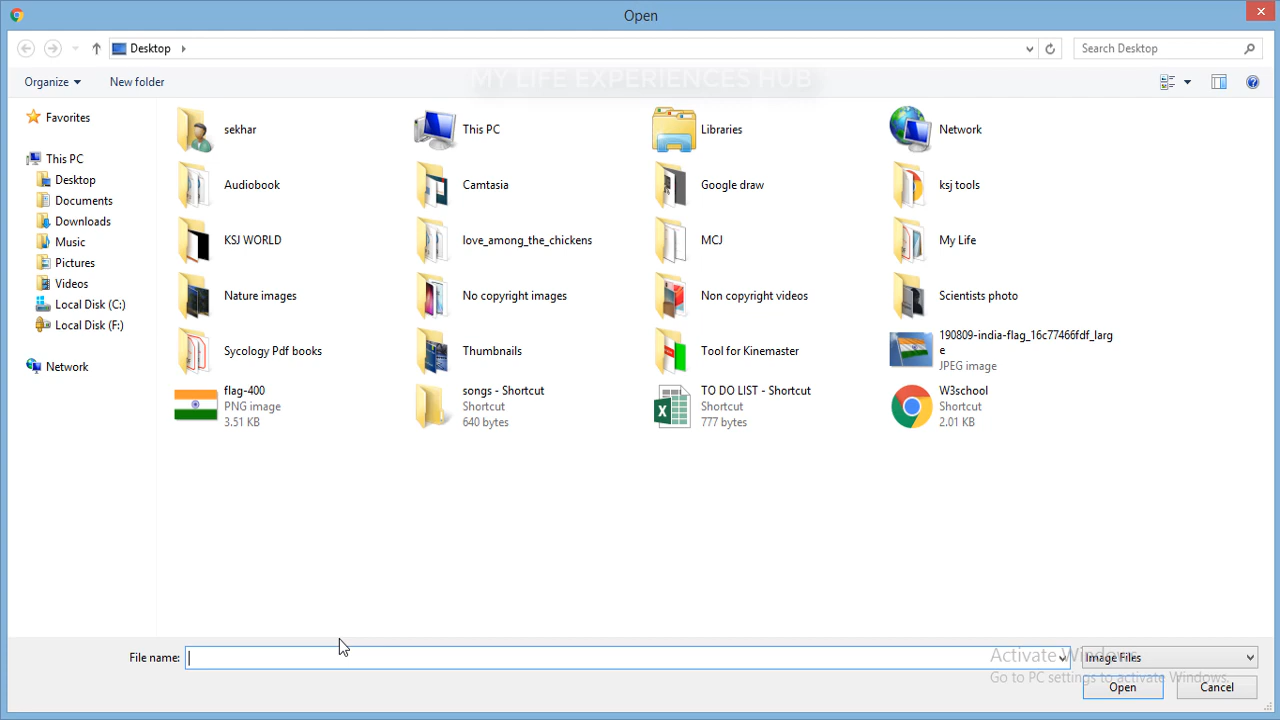 Open
Desktop
Search Desktop
Organize
New folder
MY LIFE EXPERIENCES HUB
Favorites
This PC
Desktop
Documents
Downloads
Music
Pictures
Videos
Local Disk (C:)
Local Disk (F:)
Network
sekhar
This PC
Libraries
Network
Audiobook
Camtasia
Google draw
ksj tools
KSJ WORLD
love_among_the_chickens
MCJ
My Life
Nature images
No copyright images
Non copyright videos
Scientists photo
Sycology Pdf books
Thumbnails
Tool for Kinemaster
190809-india-flag_16c77466fdf_larg
e
JPEG image
flag-400
PNG image
3.51 KB
songs - Shortcut
Shortcut
640 bytes
TO DO LIST - Shortcut
Shortcut
777 bytes
W3school
Shortcut
2.01 KB
File name:
Image Files
Activate Windows
Go to PC settings to activate Windows.
Open
Cancel